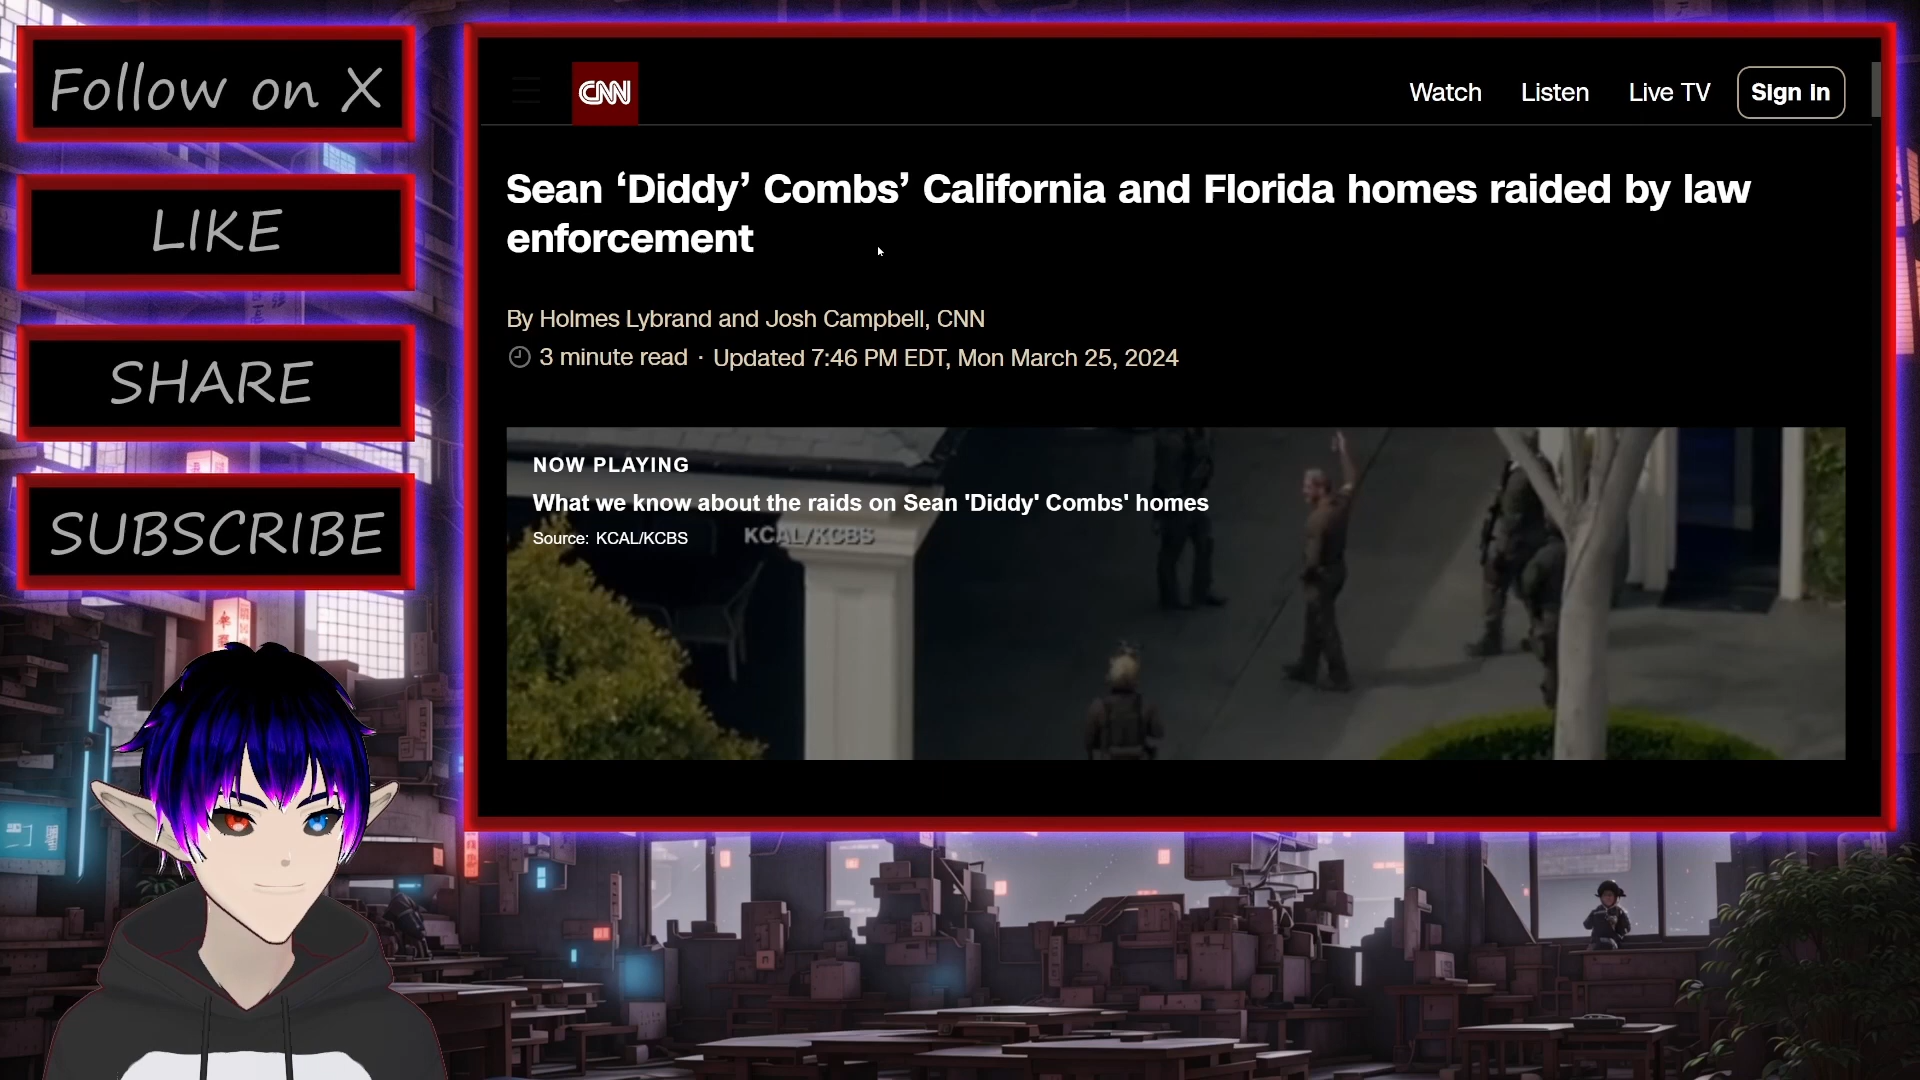 Follow on X
LIKE
SHARE
SUBSCRIBE
CNN
Watch
Listen
Live TV
Sign in
Sean ‘Diddy’ Combs’ California and Florida homes raided by law
enforcement
By Holmes Lybrand and Josh Campbell, CNN
3 minute read · Updated 7:46 PM EDT, Mon March 25, 2024
NOW PLAYING
What we know about the raids on Sean 'Diddy' Combs' homes
Source: KCAL/KCBS
KCAL/KCBS